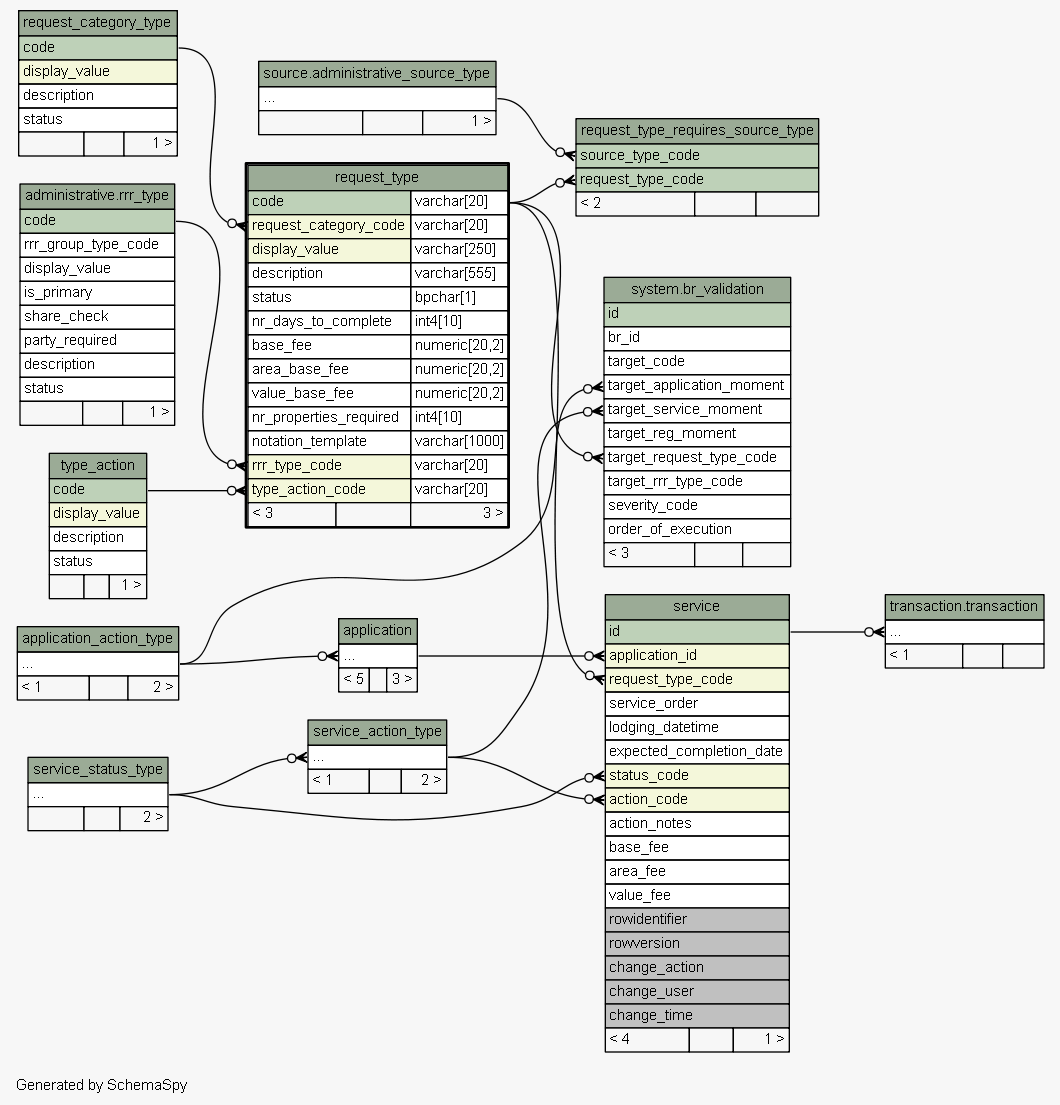 request_category_type
code
display_value
description
status
1 >
source.administrative_source_type
...
1 >
request_type_requires_source_type
source_type_code
request_type_code
< 2
administrative.rrr_type
code
rrr_group_type_code
display_value
is_primary
share_check
party_required
description
status
1 >
request_type
code varchar[20]
request_category_code varchar[20]
display_value varchar[250]
description varchar[555]
status bpchar[1]
nr_days_to_complete int4[10]
base_fee numeric[20,2]
area_base_fee numeric[20,2]
value_base_fee numeric[20,2]
nr_properties_required int4[10]
notation_template varchar[1000]
rrr_type_code varchar[20]
type_action_code varchar[20]
< 3 3 >
system.br_validation
id
br_id
target_code
target_application_moment
target_service_moment
target_reg_moment
target_request_type_code
target_rrr_type_code
severity_code
order_of_execution
< 3
type_action
code
display_value
description
status
1 >
application_action_type
...
< 1 2 >
application
...
< 5 3 >
service
id
application_id
request_type_code
service_order
lodging_datetime
expected_completion_date
status_code
action_code
action_notes
base_fee
area_fee
value_fee
rowidentifier
rowversion
change_action
change_user
change_time
< 4 1 >
transaction.transaction
...
< 1
service_action_type
...
< 1 2 >
service_status_type
...
2 >
Generated by SchemaSpy